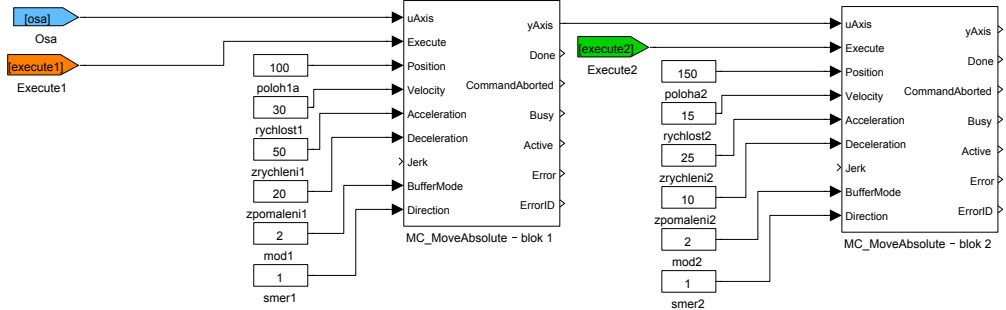 [osa]
Osa
[execute1]
Execute1
100
poloh1a
30
rychlost1
50
zrychleni1
20
zpomaleni1
2
mod1
1
smer1
uAxis
Execute
Position
Velocity
Acceleration
Deceleration
Jerk
BufferMode
Direction
yAxis
Done
CommandAborted
Busy
Active
Error
ErrorID
MC_MoveAbsolute - blok 1
[execute2]
Execute2
150
poloha2
15
rychlost2
25
zrychleni2
10
zpomaleni2
2
mod2
1
smer2
uAxis
Execute
Position
Velocity
Acceleration
Deceleration
Jerk
BufferMode
Direction
yAxis
Done
CommandAborted
Busy
Active
Error
ErrorID
MC_MoveAbsolute - blok 2